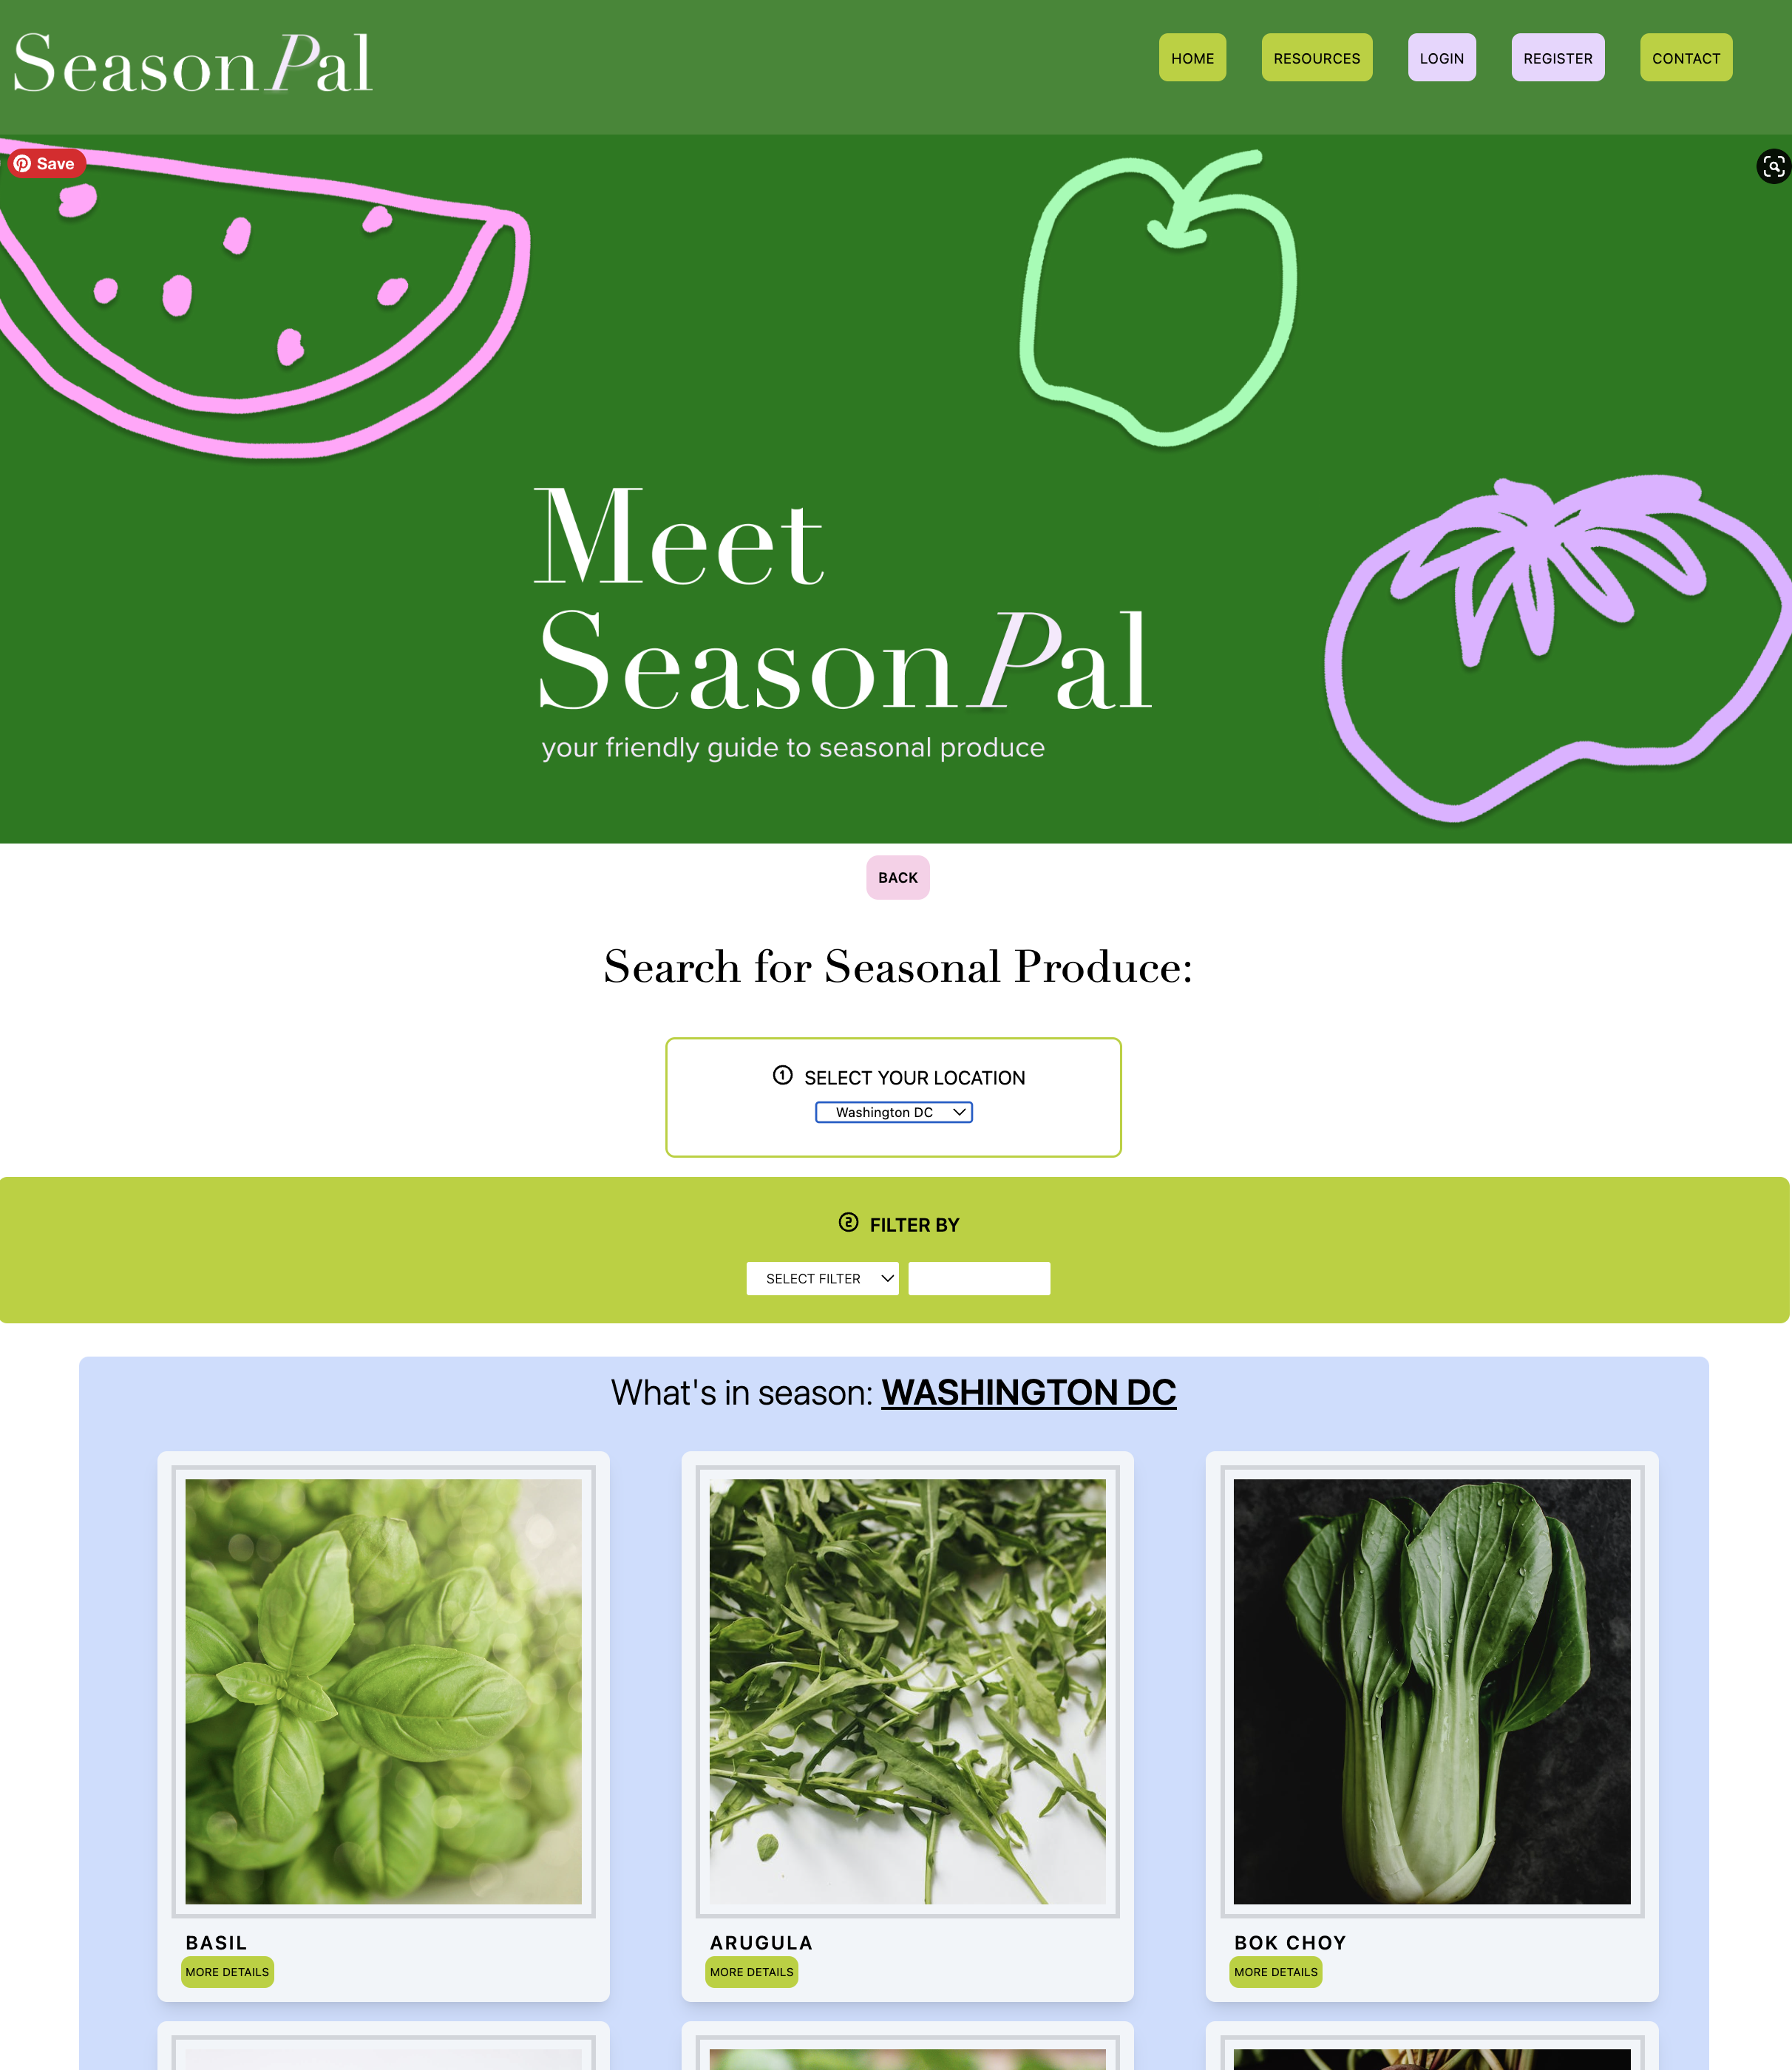 SeasonPal
HOME RESOURCES LOGIN REGISTER CONTACT
Save
Meet
SeasonPal
your friendly guide to seasonal produce
BACK
Search for Seasonal Produce:
1 SELECT YOUR LOCATION
Washington DC
2 FILTER BY
SELECT FILTER
What's in season: WASHINGTON DC
BASIL
MORE DETAILS
ARUGULA
MORE DETAILS
BOK CHOY
MORE DETAILS